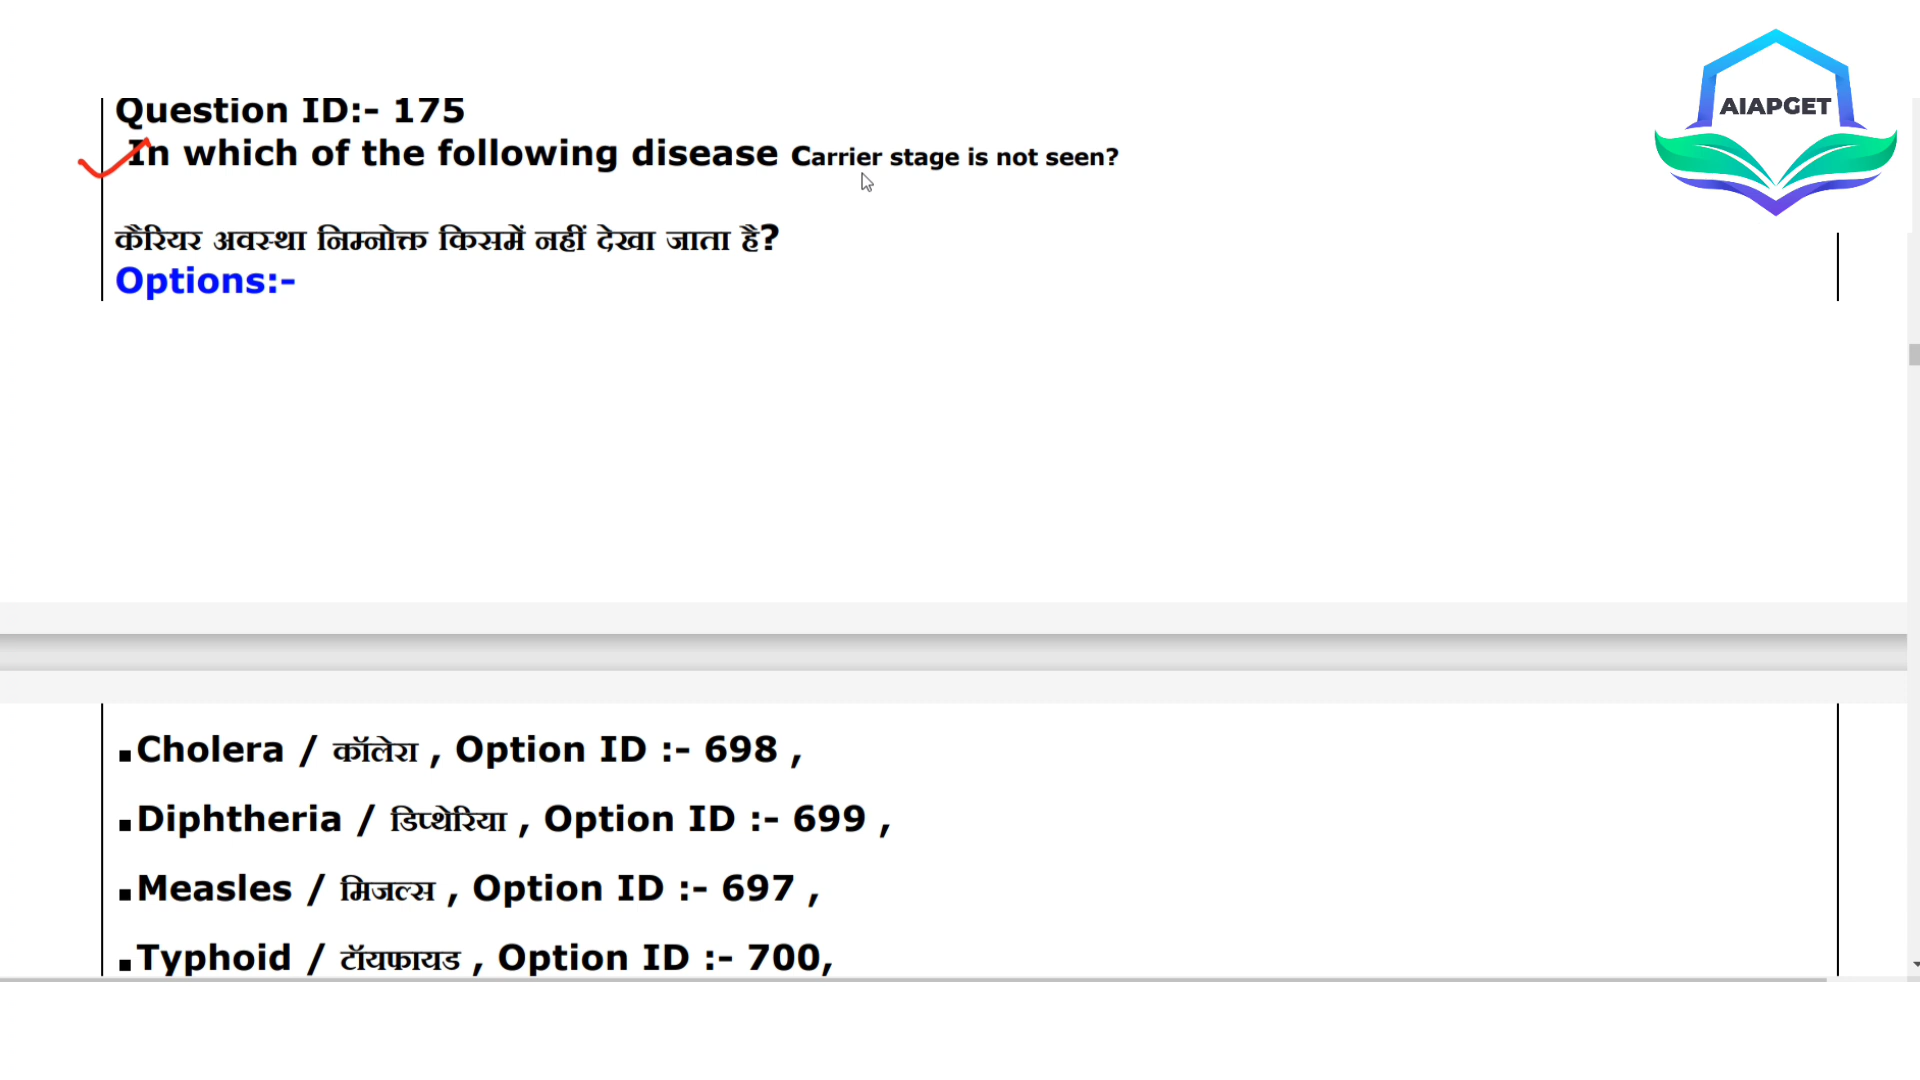 AIAPGET
Question ID:- 175
In which of the following disease Carrier stage is not seen?
कैरियर अवस्था निम्नोक्त किसमें नहीं देखा जाता है?
Options:-
▪Cholera / कॉलेरा , Option ID :- 698 ,
▪Diphtheria / डिप्थेरिया , Option ID :- 699 ,
▪Measles / मिजल्स , Option ID :- 697 ,
▪Typhoid / टॉयफायड , Option ID :- 700,